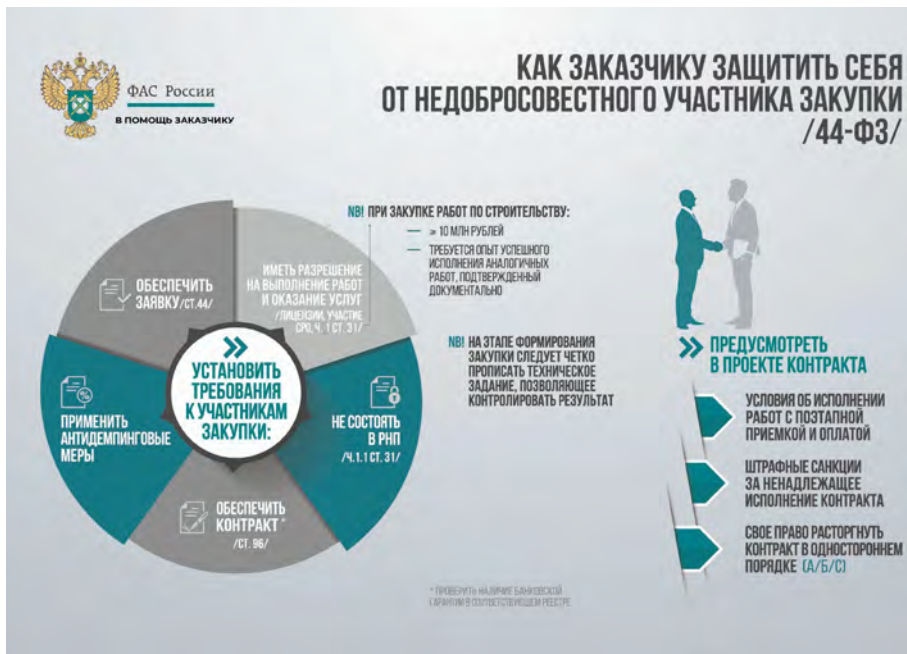 ФАС России
В ПОМОЩЬ ЗАКАЗЧИКУ
КАК ЗАКАЗЧИКУ ЗАЩИТИТЬ СЕБЯ
ОТ НЕДОБРОСОВЕСТНОГО УЧАСТНИКА ЗАКУПКИ
/44-ФЗ/
ОБЕСПЕЧИТЬ
ЗАЯВКУ /СТ.44/
ИМЕТЬ РАЗРЕШЕНИЕ
НА ВЫПОЛНЕНИЕ РАБОТ
И ОКАЗАНИЕ УСЛУГ
/ЛИЦЕНЗИИ, УЧАСТИЕ
СРО, Ч. 1 СТ. 31/
NB! ПРИ ЗАКУПКЕ РАБОТ ПО СТРОИТЕЛЬСТВУ:
— > 10 МЛН РУБЛЕЙ
— ТРЕБУЕТСЯ ОПЫТ УСПЕШНОГО
ИСПОЛНЕНИЯ АНАЛОГИЧНЫХ
РАБОТ, ПОДТВЕРЖДЕННЫЙ
ДОКУМЕНТАЛЬНО
УСТАНОВИТЬ
ТРЕБОВАНИЯ
К УЧАСТНИКАМ
ЗАКУПКИ:
ПРИМЕНИТЬ
АНТИДЕМПИНГОВЫЕ
МЕРЫ
НЕ СОСТОЯТЬ
В РНП
/Ч.1.1 СТ. 31/
ОБЕСПЕЧИТЬ
КОНТРАКТ *
/СТ. 96/
NB! НА ЭТАПЕ ФОРМИРОВАНИЯ
ЗАКУПКИ СЛЕДУЕТ ЧЕТКО
ПРОПИСАТЬ ТЕХНИЧЕСКОЕ
ЗАДАНИЕ, ПОЗВОЛЯЮЩЕЕ
КОНТРОЛИРОВАТЬ РЕЗУЛЬТАТ
* ПРОВЕРИТЬ НАЛИЧИЕ БАНКОВСКОЙ
ГАРАНТИИ В СООТВЕТСТВУЮЩЕМ РЕЕСТРЕ
ПРЕДУСМОТРЕТЬ
В ПРОЕКТЕ КОНТРАКТА
УСЛОВИЯ ОБ ИСПОЛНЕНИИ
РАБОТ С ПОЭТАПНОЙ
ПРИЕМКОЙ И ОПЛАТОЙ
ШТРАФНЫЕ САНКЦИИ
ЗА НЕНАДЛЕЖАЩЕЕ
ИСПОЛНЕНИЕ КОНТРАКТА
СВОЕ ПРАВО РАСТОРГНУТЬ
КОНТРАКТ В ОДНОСТОРОННЕМ
ПОРЯДКЕ (А/Б/С)